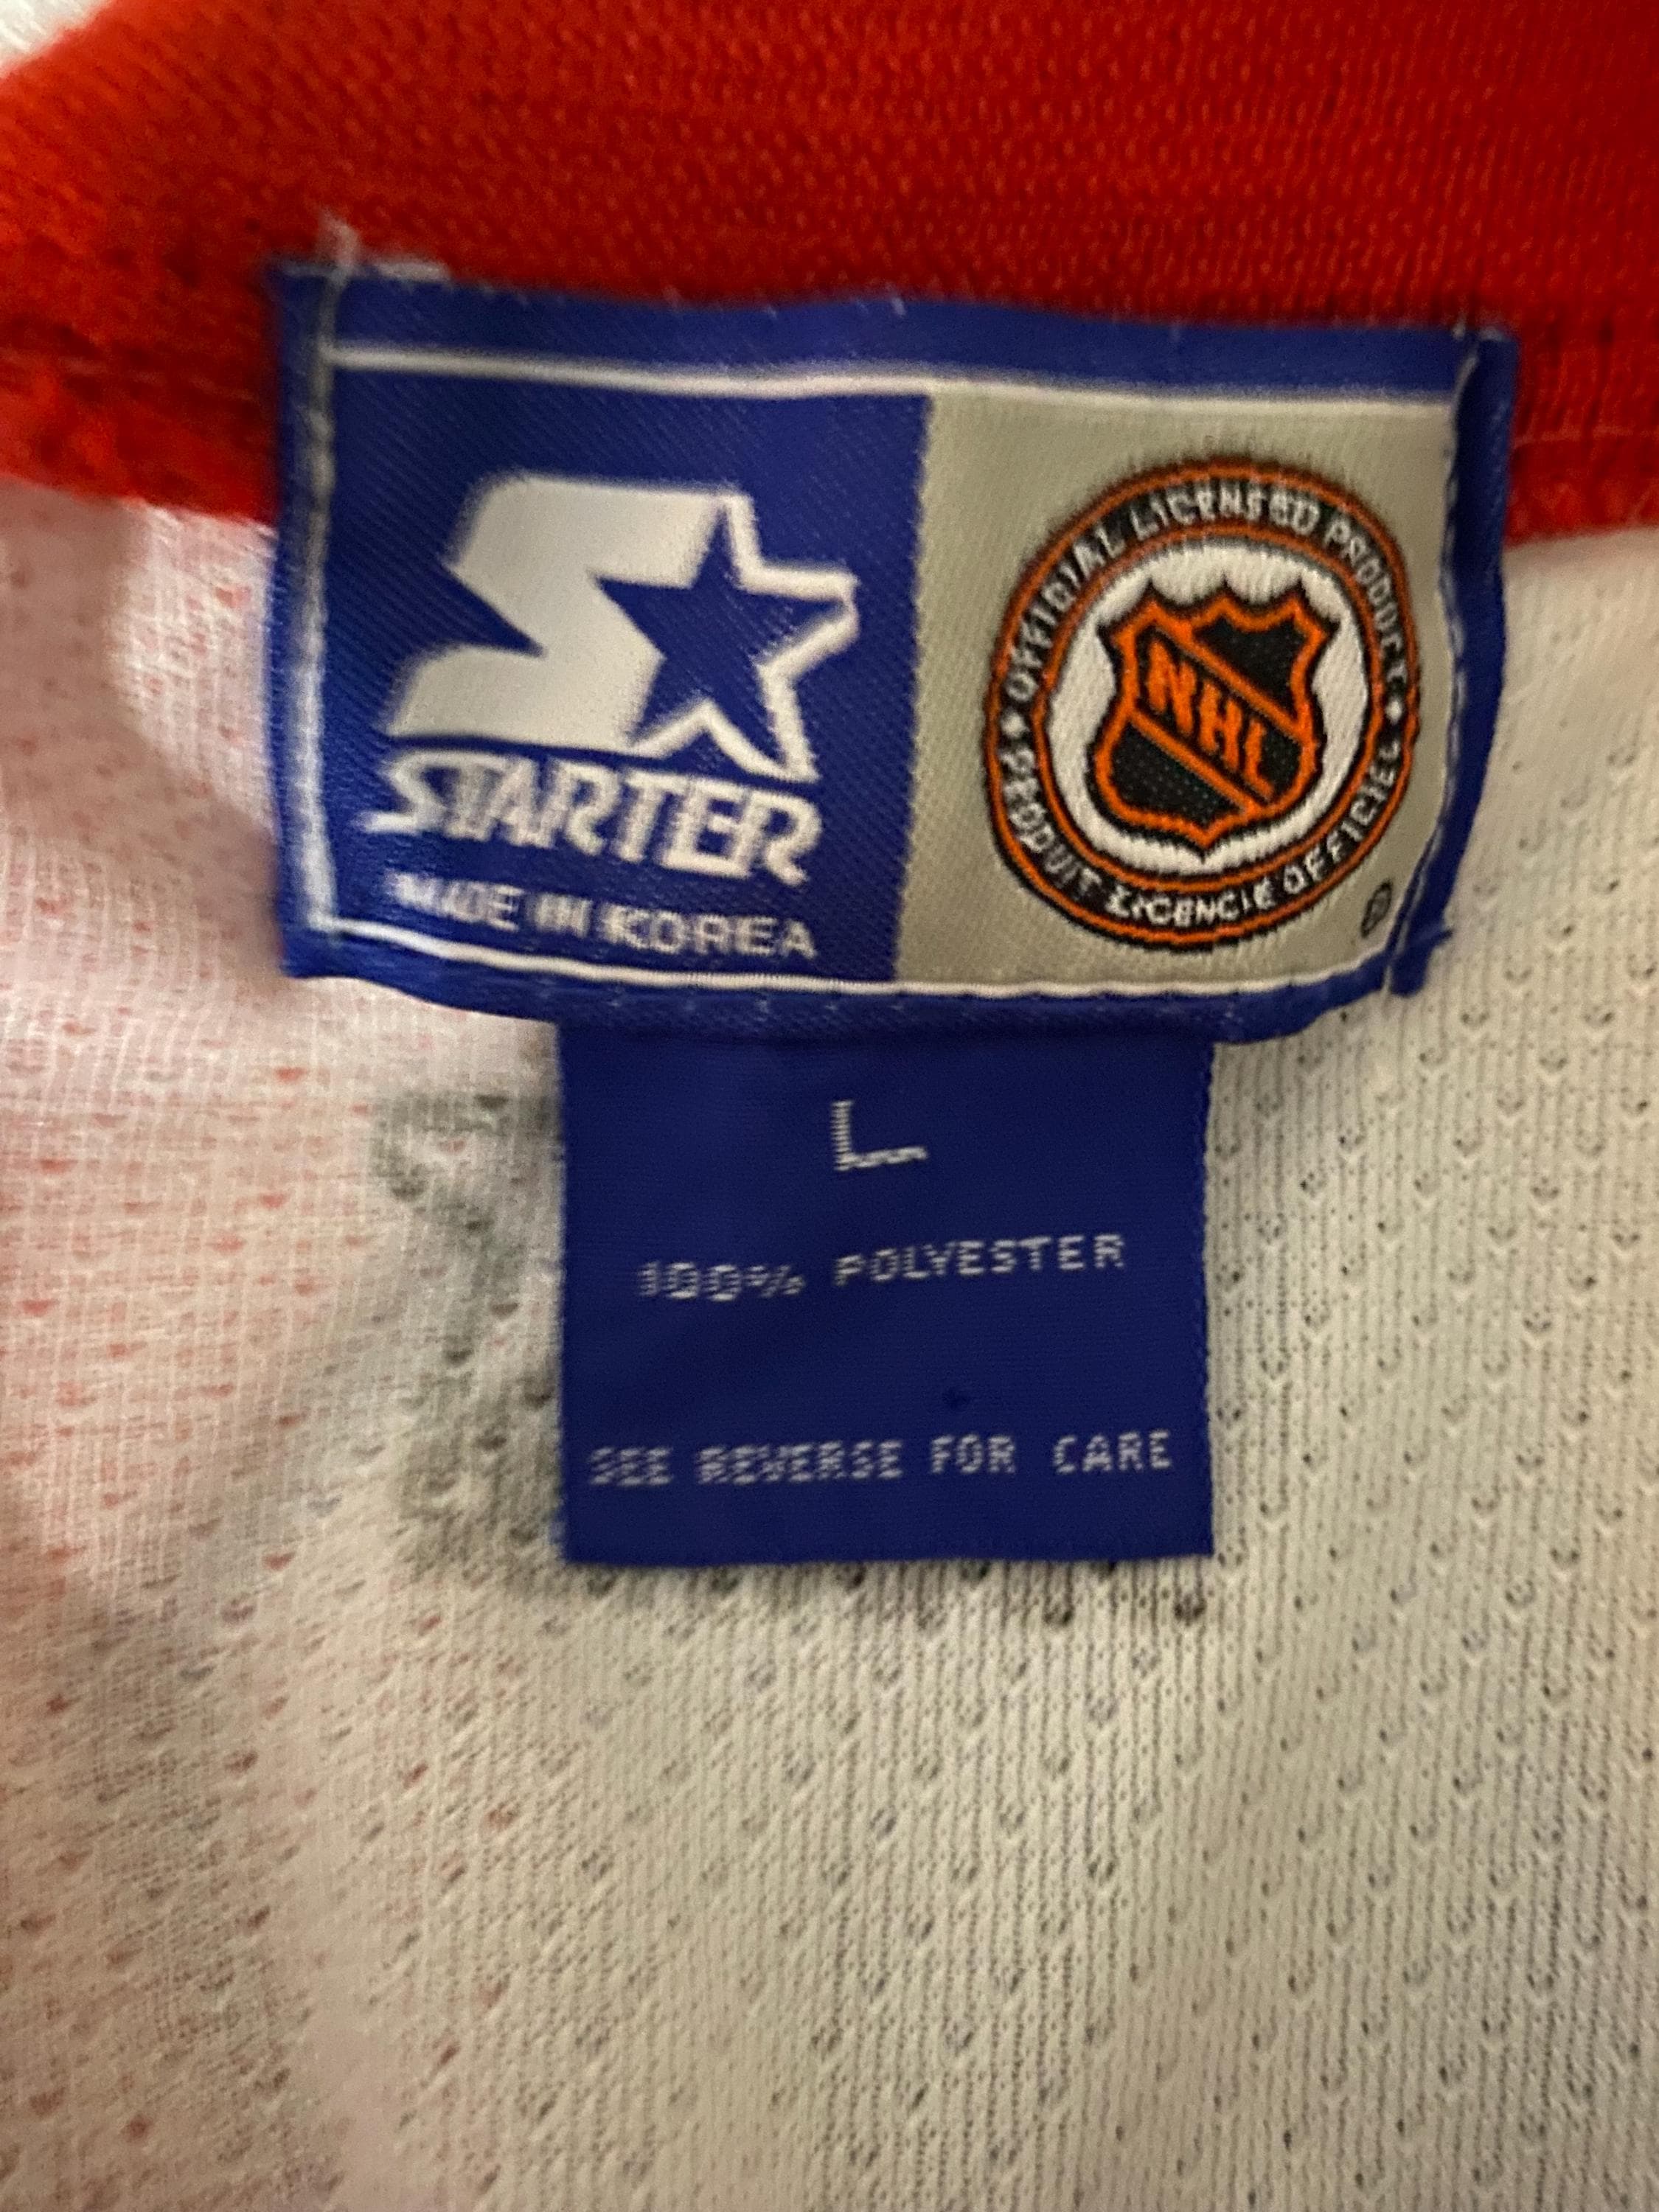 STARTER
MADE IN KOREA
OFFICIAL LICENSED PRODUCT
NHL
PRODUIT LICENCIE OFFICIEL
®
L
100% POLYESTER
SEE REVERSE FOR CARE